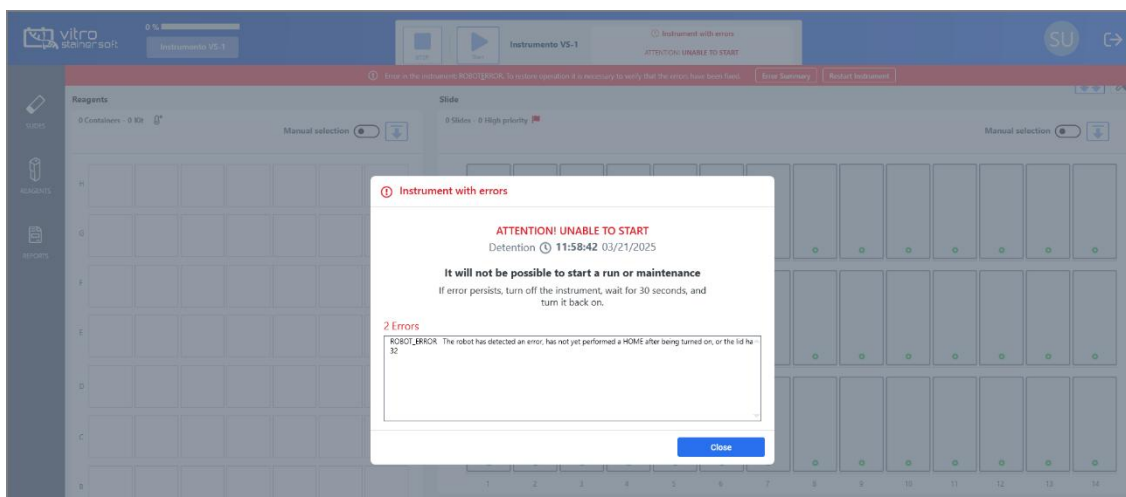 vitro
stainersoft
0 %
Instrumento VS-1
STOP
Start
Instrumento VS-1
Instrument with errors
ATTENTION! UNABLE TO START
SU
Error in the instrument: ROBOT_ERROR. To restore operation it is necessary to verify that the errors have been fixed.
Error Summary
Restart Instrument
SLIDES
REAGENTS
REPORTS
Reagents
0 Containers - 0 Kit
Manual selection
H
G
F
E
D
C
B
Slide
0 Slides - 0 High priority
Manual selection
Instrument with errors
ATTENTION! UNABLE TO START
Detention 11:58:42 03/21/2025
It will not be possible to start a run or maintenance
If error persists, turn off the instrument, wait for 30 seconds, and
turn it back on.
2 Errors
ROBOT_ERROR The robot has detected an error, has not yet performed a HOME after being turned on, or the lid ha
32
Close
1 2 3 4 5 6 7 8 9 10 11 12 13 14